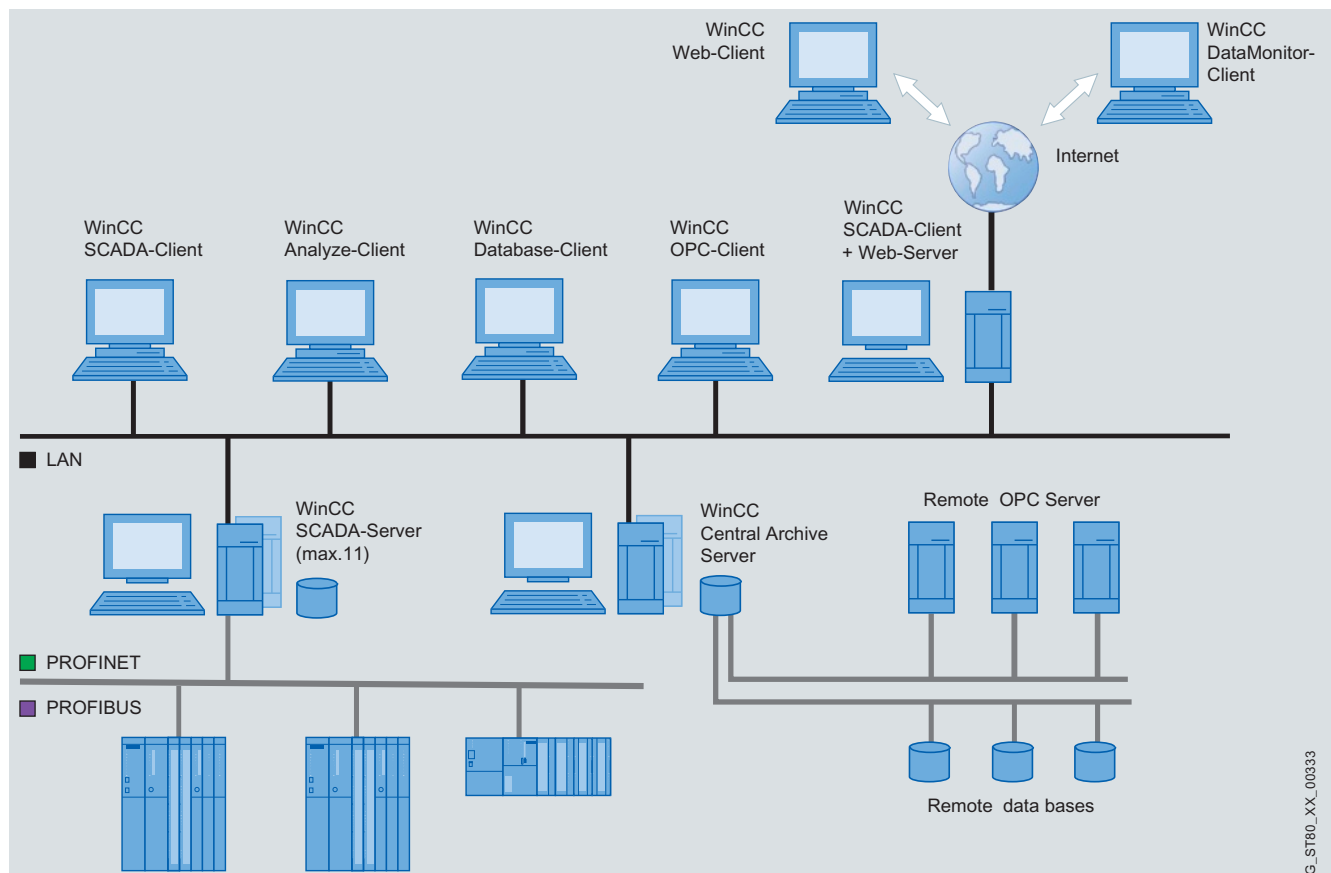 WinCC
Web-Client
WinCC
DataMonitor-
Client
Internet
WinCC
SCADA-Client
WinCC
Analyze-Client
WinCC
Database-Client
WinCC
OPC-Client
WinCC
SCADA-Client
+ Web-Server
LAN
WinCC
SCADA-Server
(max.11)
WinCC
Central Archive
Server
Remote OPC Server
PROFINET
PROFIBUS
Remote data bases
G_ST80_XX_00333